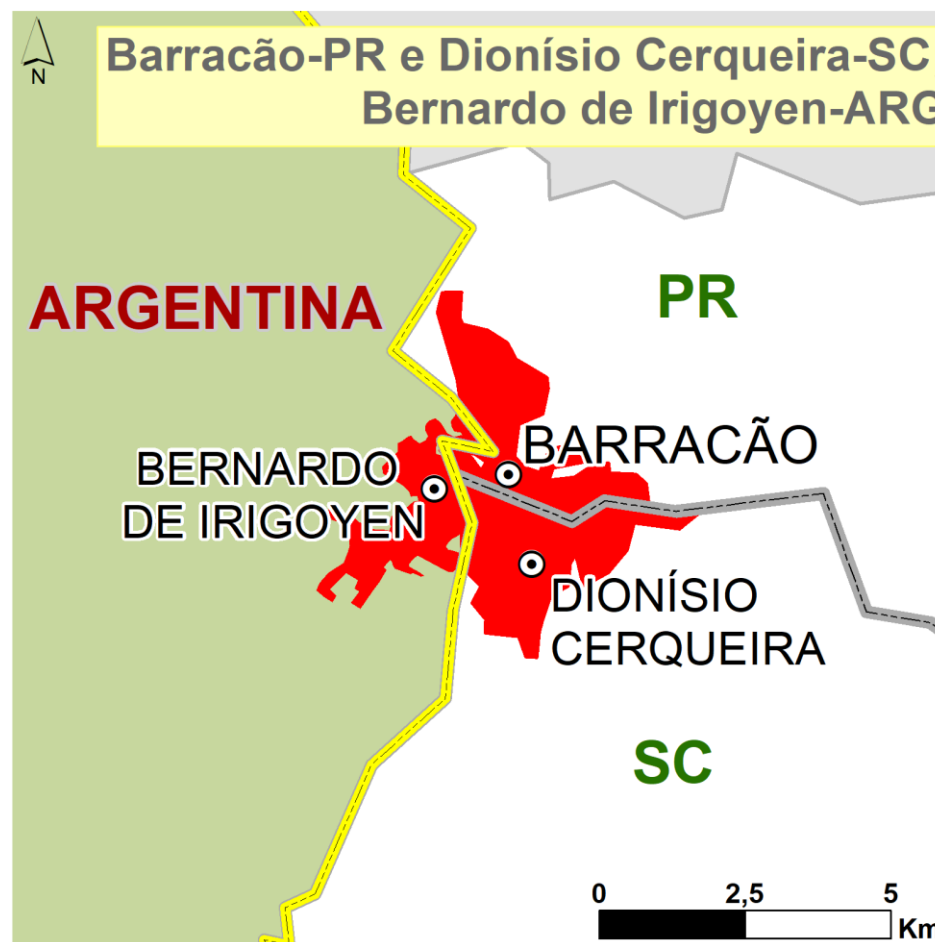 N
Barracão-PR e Dionísio Cerqueira-SC
Bernardo de Irigoyen-ARG
ARGENTINA
PR
BARRACÃO
BERNARDO
DE IRIGOYEN
DIONÍSIO
CERQUEIRA
SC
0 2,5 5
Km